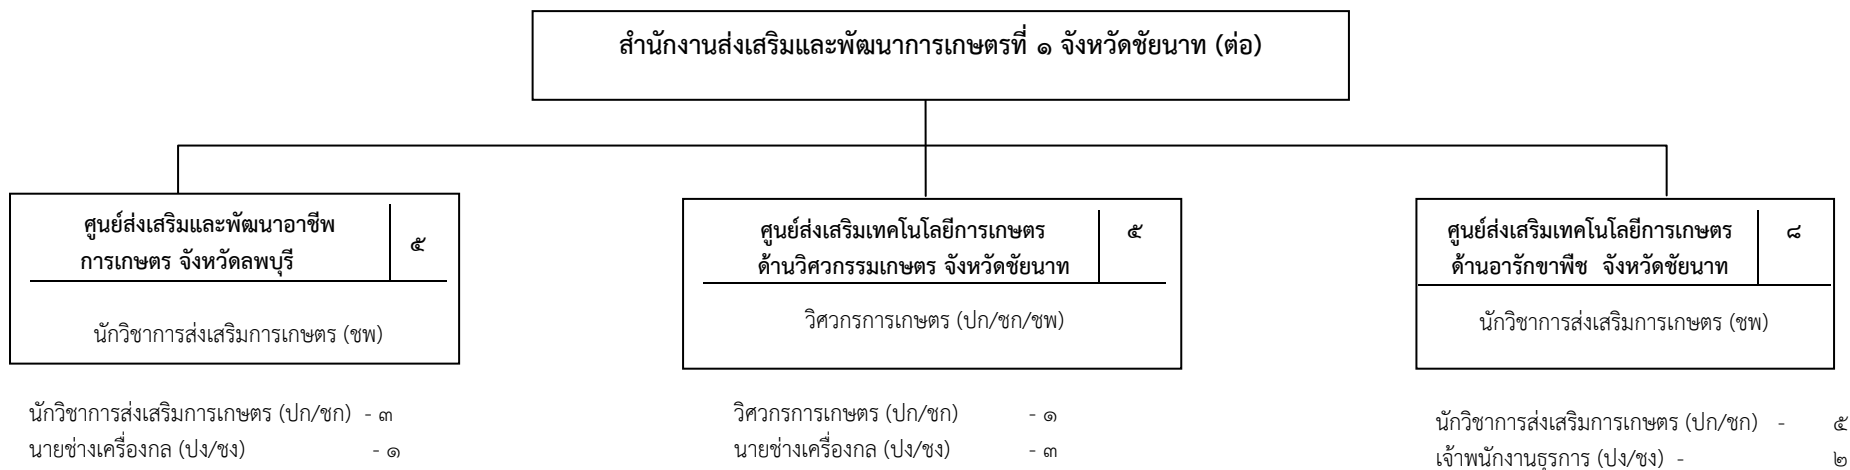 สำนักงานส่งเสริมและพัฒนาการเกษตรที่ ๑ จังหวัดชัยนาท (ต่อ)
ศูนย์ส่งเสริมและพัฒนาอาชีพ
การเกษตร จังหวัดลพบุรี
๕
นักวิชาการส่งเสริมการเกษตร (ชพ)
นักวิชาการส่งเสริมการเกษตร (ปก/ชก) - ๓
นายช่างเครื่องกล (ปง/ชง) - ๑
ศูนย์ส่งเสริมเทคโนโลยีการเกษตร
ด้านวิศวกรรมเกษตร จังหวัดชัยนาท
๕
วิศวกรการเกษตร (ปก/ชก/ชพ)
วิศวกรการเกษตร (ปก/ชก) - ๑
นายช่างเครื่องกล (ปง/ชง) - ๓
ศูนย์ส่งเสริมเทคโนโลยีการเกษตร
ด้านอารักขาพืช จังหวัดชัยนาท
๘
นักวิชาการส่งเสริมการเกษตร (ชพ)
นักวิชาการส่งเสริมการเกษตร (ปก/ชก) - ๕
เจ้าพนักงานธุรการ (ปง/ชง) - ๒